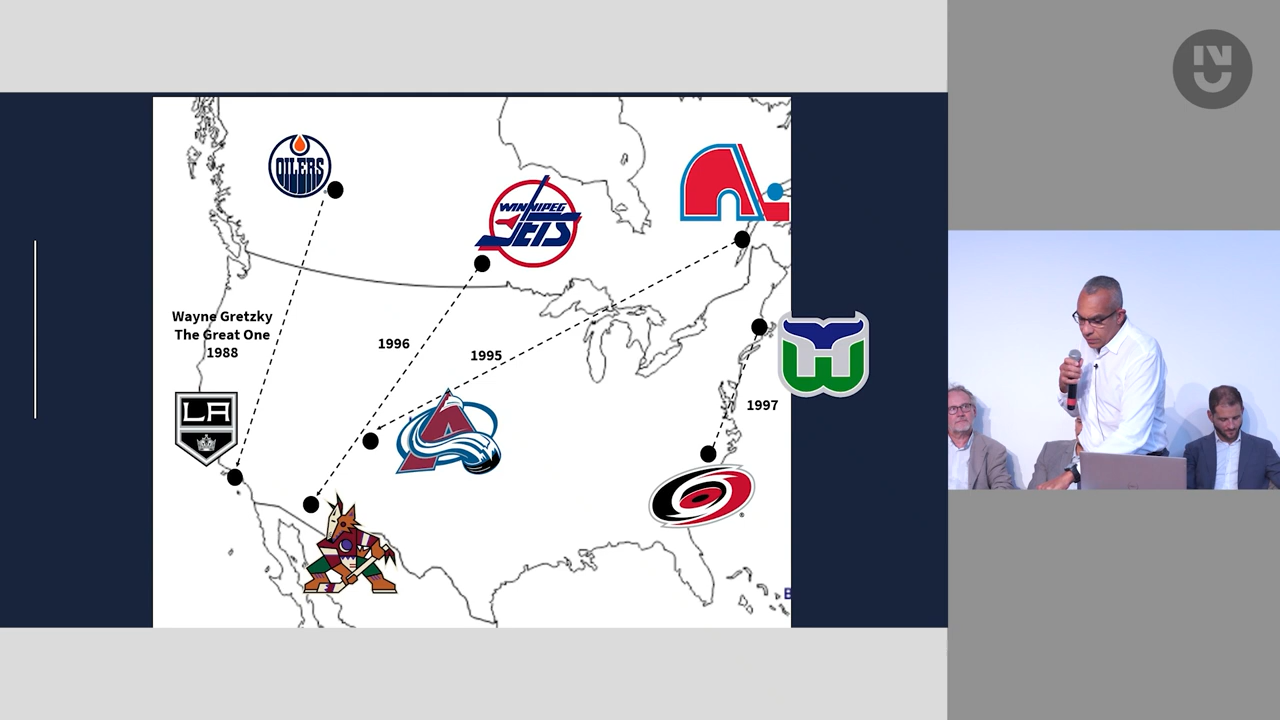 OILERS
WINNIPEG
JETS
Wayne Gretzky
The Great One
1988
1996
1995
LA
1997